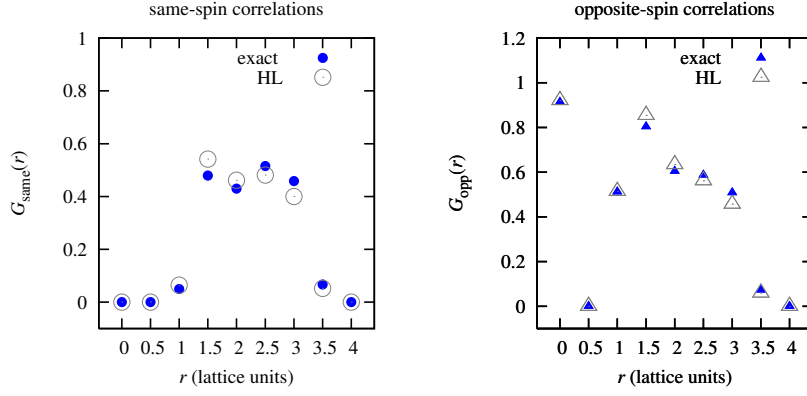 same-spin correlations
1
0.8
0.6
0.4
0.2
0
G_same(r)
exact
HL
0 0.5 1 1.5 2 2.5 3 3.5 4
r (lattice units)
opposite-spin correlations
1.2
1
0.8
0.6
0.4
0.2
0
G_opp(r)
exact
HL
0 0.5 1 1.5 2 2.5 3 3.5 4
r (lattice units)